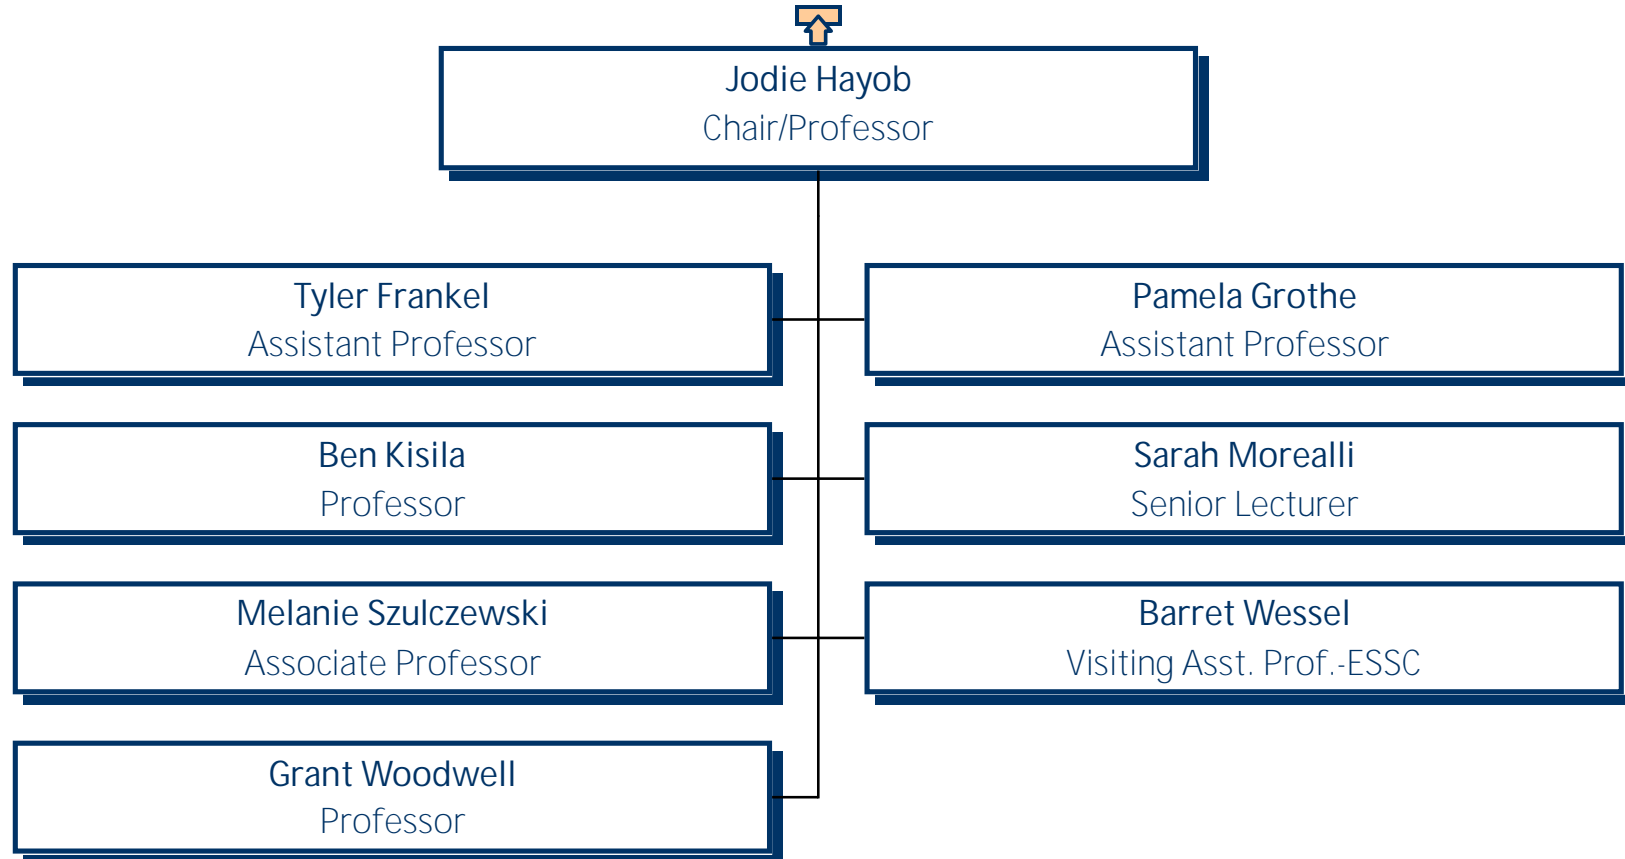 Jodie Hayob
Chair/Professor
Tyler Frankel
Assistant Professor
Pamela Grothe
Assistant Professor
Ben Kisila
Professor
Sarah Morealli
Senior Lecturer
Melanie Szulczewski
Associate Professor
Barret Wessel
Visiting Asst. Prof.-ESSC
Grant Woodwell
Professor